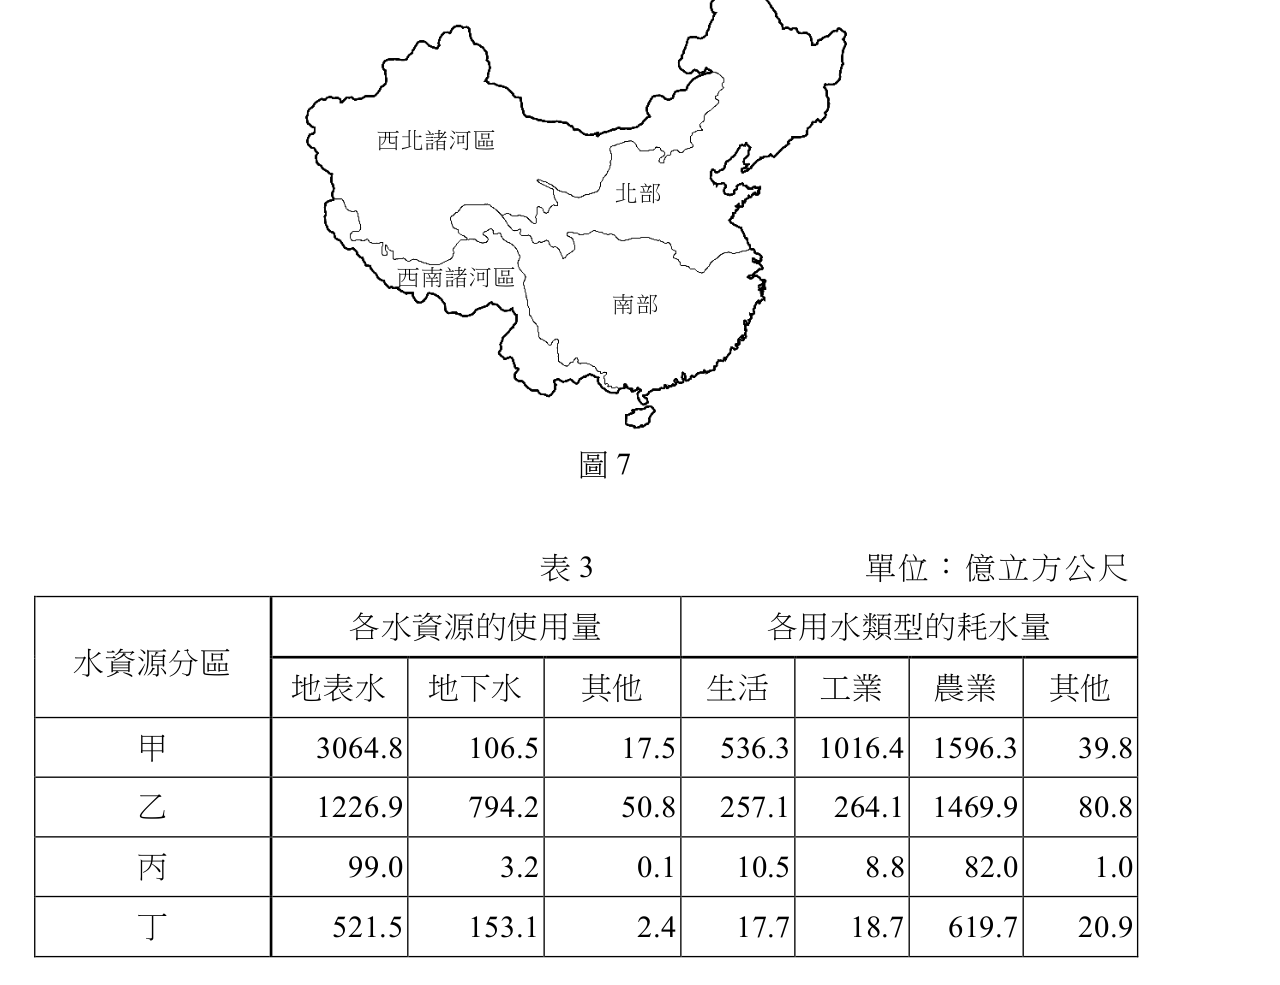 西北諸河區
北部
西南諸河區
南部
圖 7
表 3 單位：億立方公尺
水資源分區 各水資源的使用量 各用水類型的耗水量
地表水 地下水 其他 生活 工業 農業 其他
甲 3064.8 106.5 17.5 536.3 1016.4 1596.3 39.8
乙 1226.9 794.2 50.8 257.1 264.1 1469.9 80.8
丙 99.0 3.2 0.1 10.5 8.8 82.0 1.0
丁 521.5 153.1 2.4 17.7 18.7 619.7 20.9